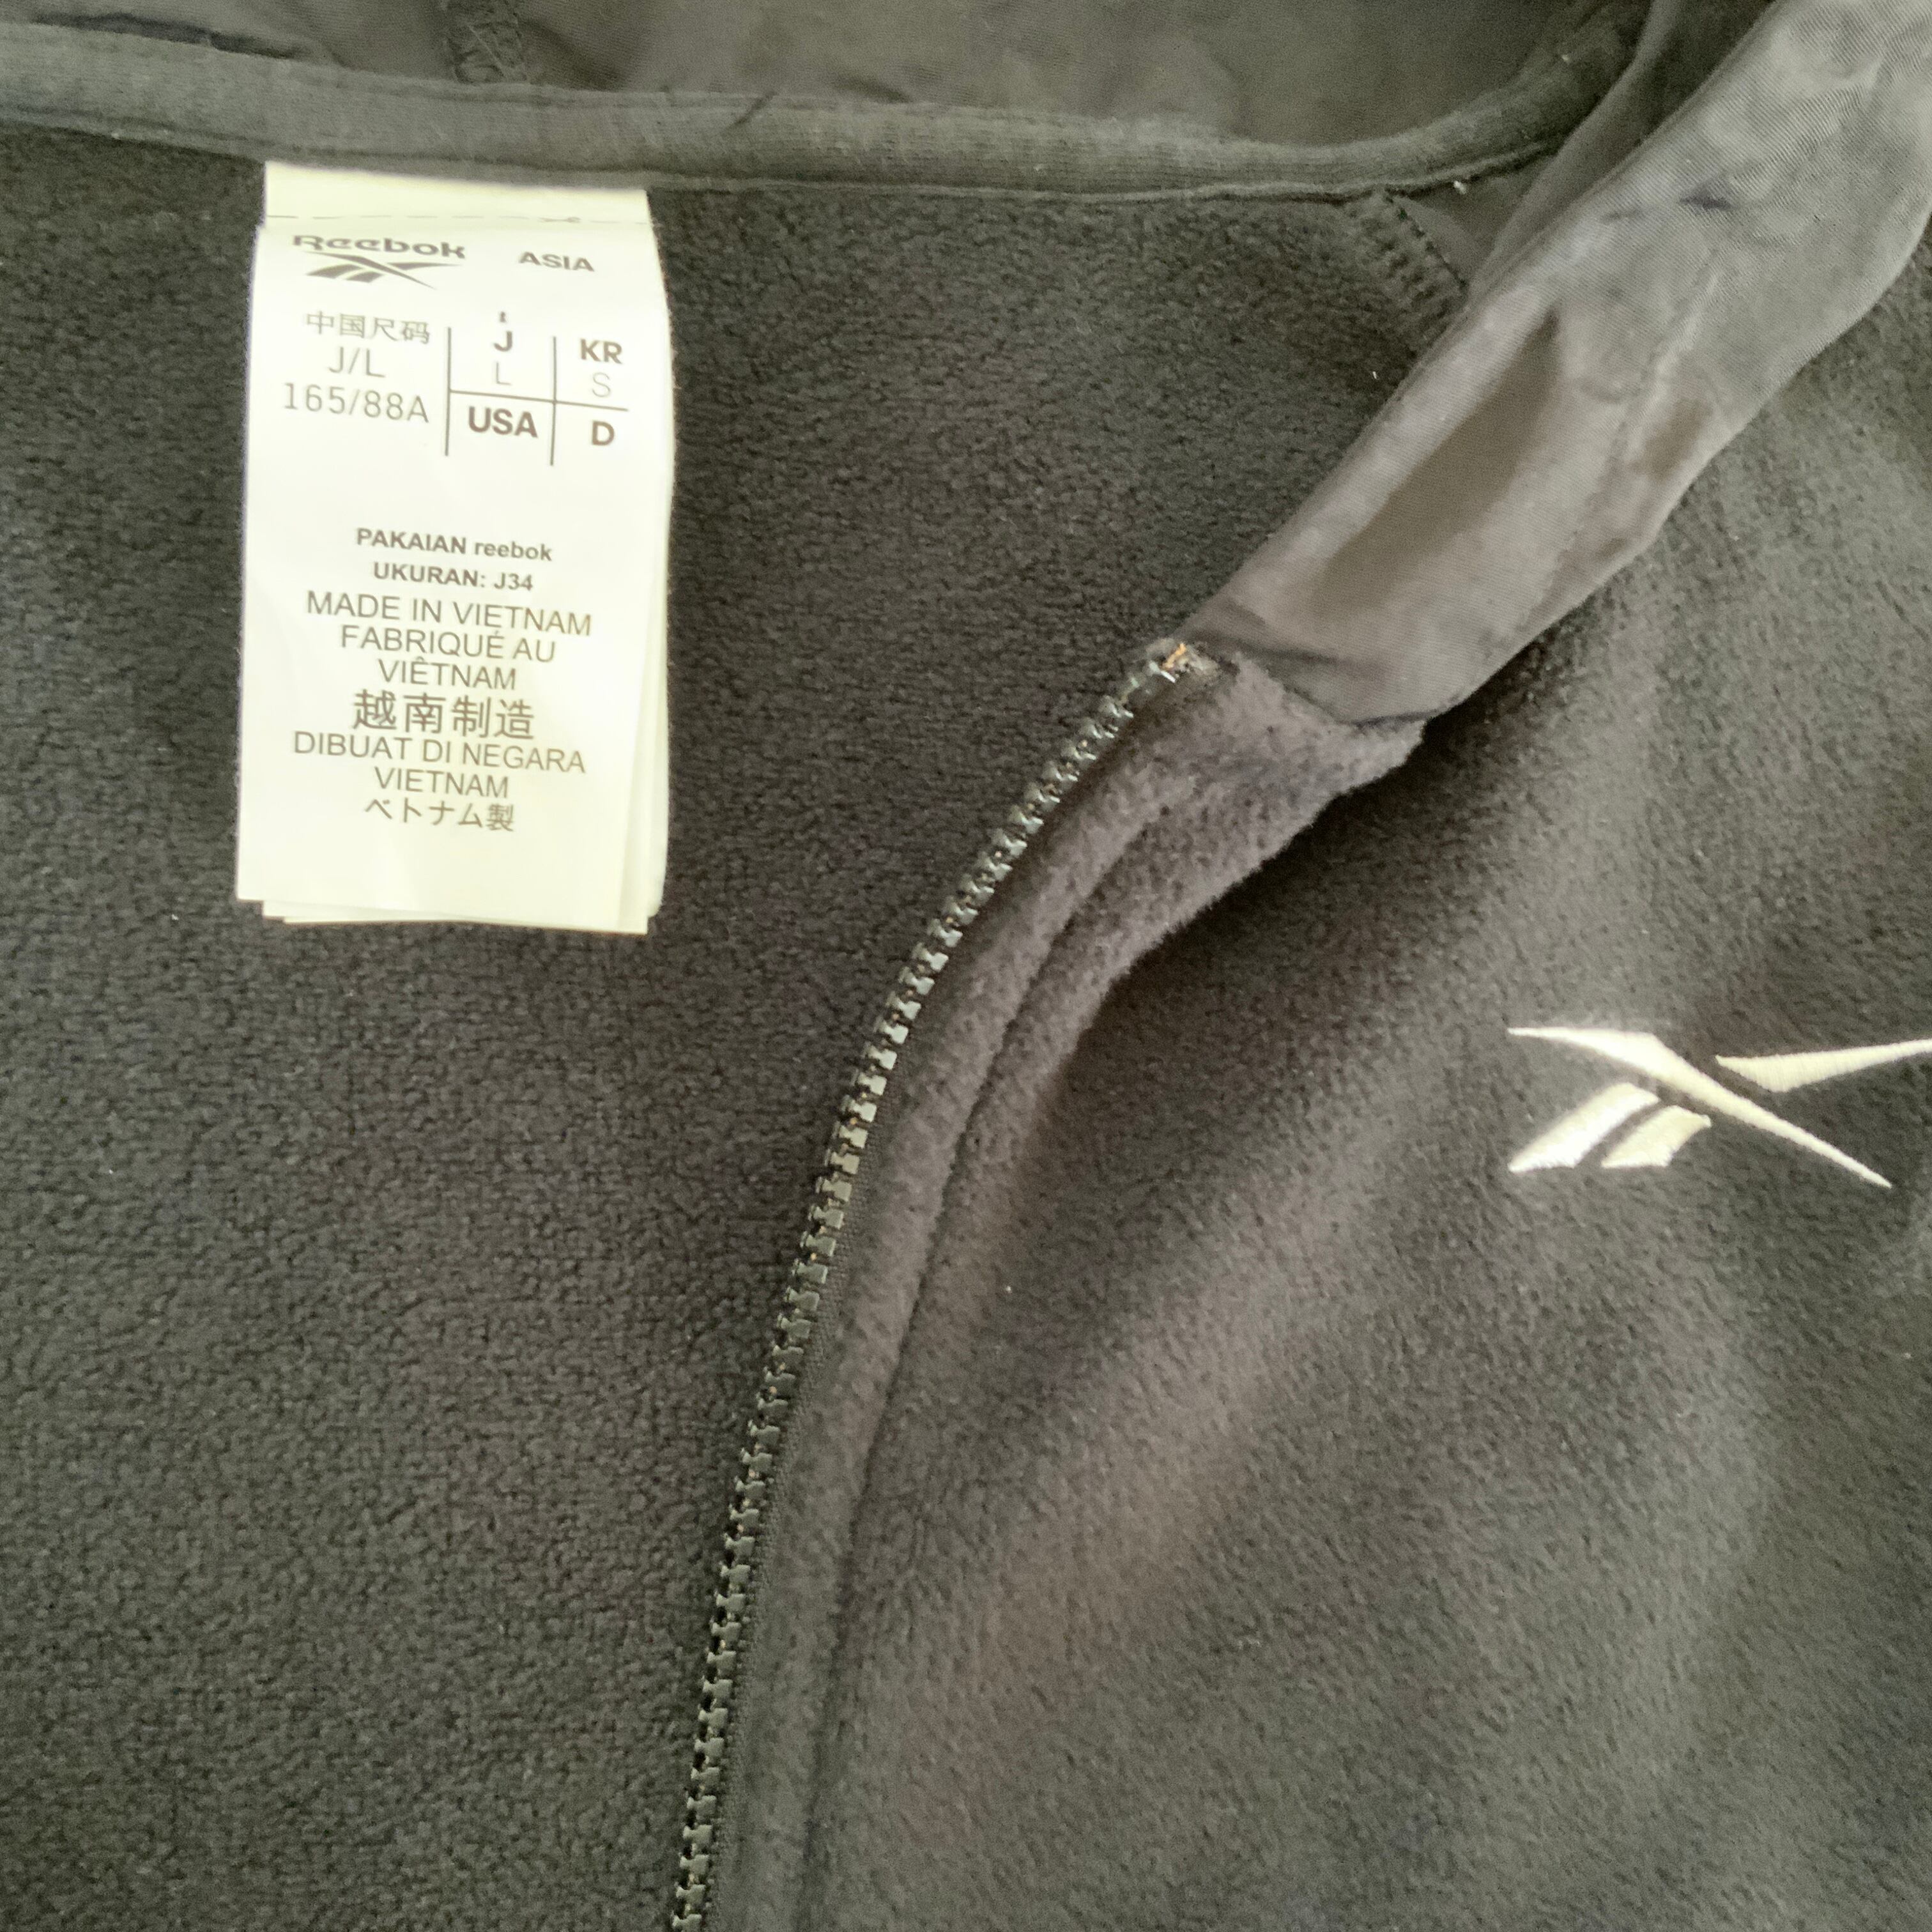 Reebok ASIA
中国尺码 J KR
J/L L S
165/88A USA D
PAKAIAN reebok
UKURAN: J34
MADE IN VIETNAM
FABRIQUÉ AU
VIÊTNAM
越南制造
DIBUAT DI NEGARA
VIETNAM
ベトナム製